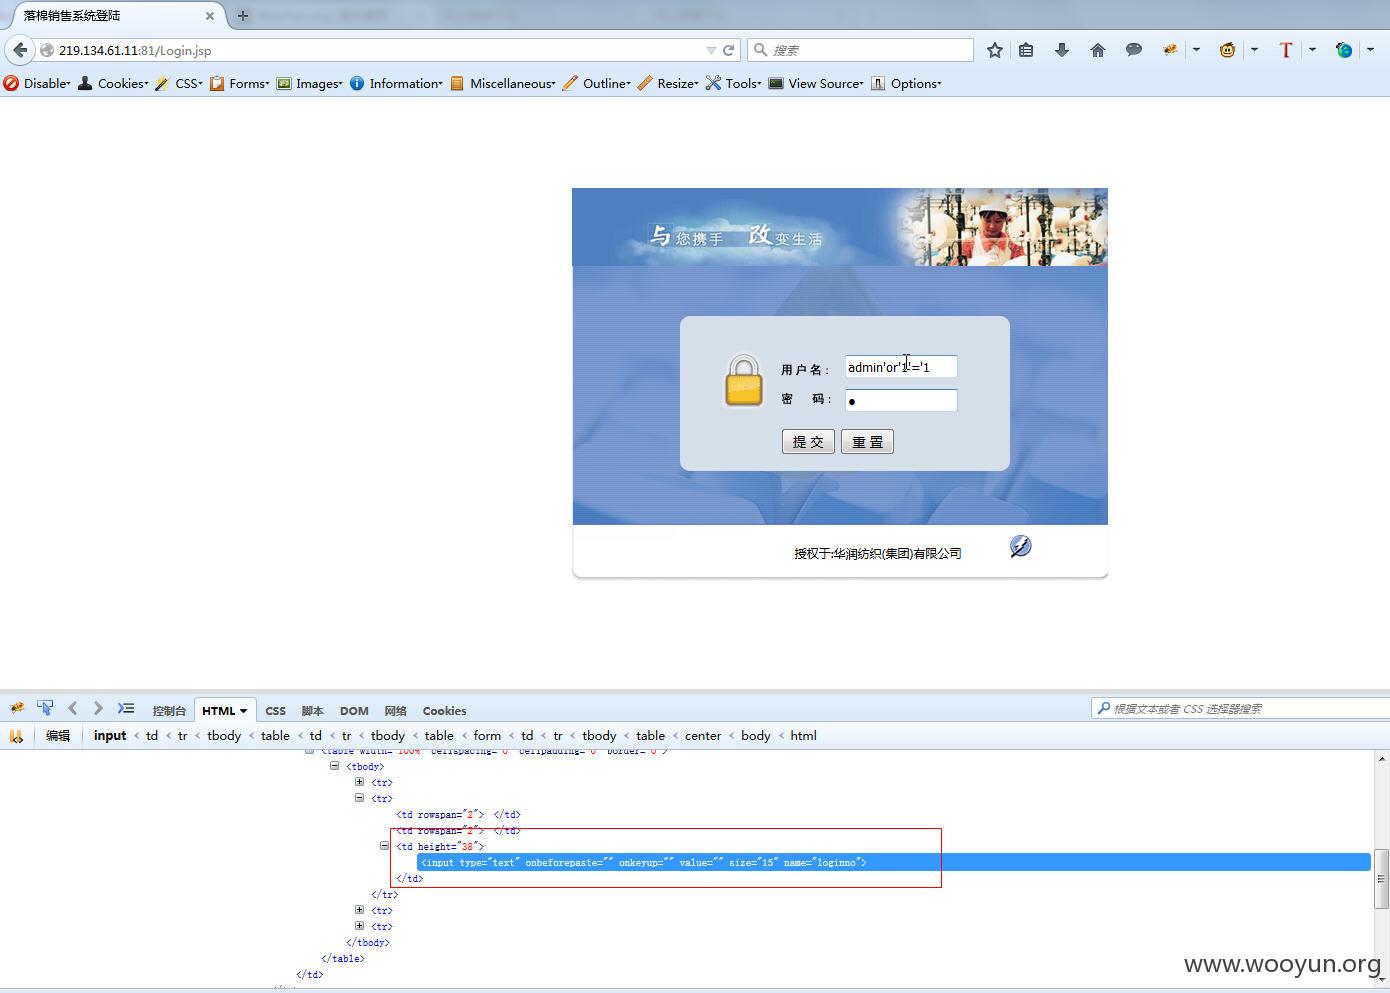 落棉销售系统登陆
219.134.61.11:81/Login.jsp
搜索
Disable
Cookies
CSS
Forms
Images
Information
Miscellaneous
Outline
Resize
Tools
View Source
Options
与您携手 改变生活
用 户 名：
admin'or'1'='1
密 码：
提 交
重 置
授权于:华润纺织(集团)有限公司
控制台
HTML
CSS
脚本
DOM
网络
Cookies
根据文本或者 CSS 选择器搜索
编辑
input < td < tr < tbody < table < td < tr < tbody < table < form < td < tr < tbody < table < center < body < html
<table width="100%" cellspacing="0" cellpadding="0" border="0">
<tbody>
<tr>
<tr>
<td rowspan="2"> </td>
<td rowspan="2"> </td>
<td height="38">
<input type="text" onbeforepaste="" onkeyup="" value="" size="15" name="loginno">
</td>
</tr>
<tr>
<tr>
</tbody>
</table>
</td>
www.wooyun.org